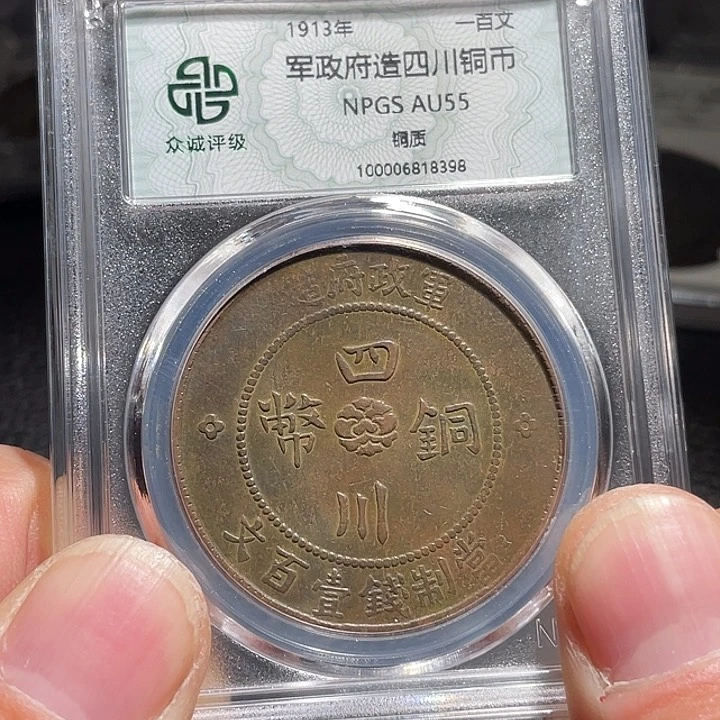 1913年 一百文
军政府造四川铜币
NPGS AU55
众诚评级
铜质
100006818398
軍政府造
四川
銅幣
當制錢壹百文